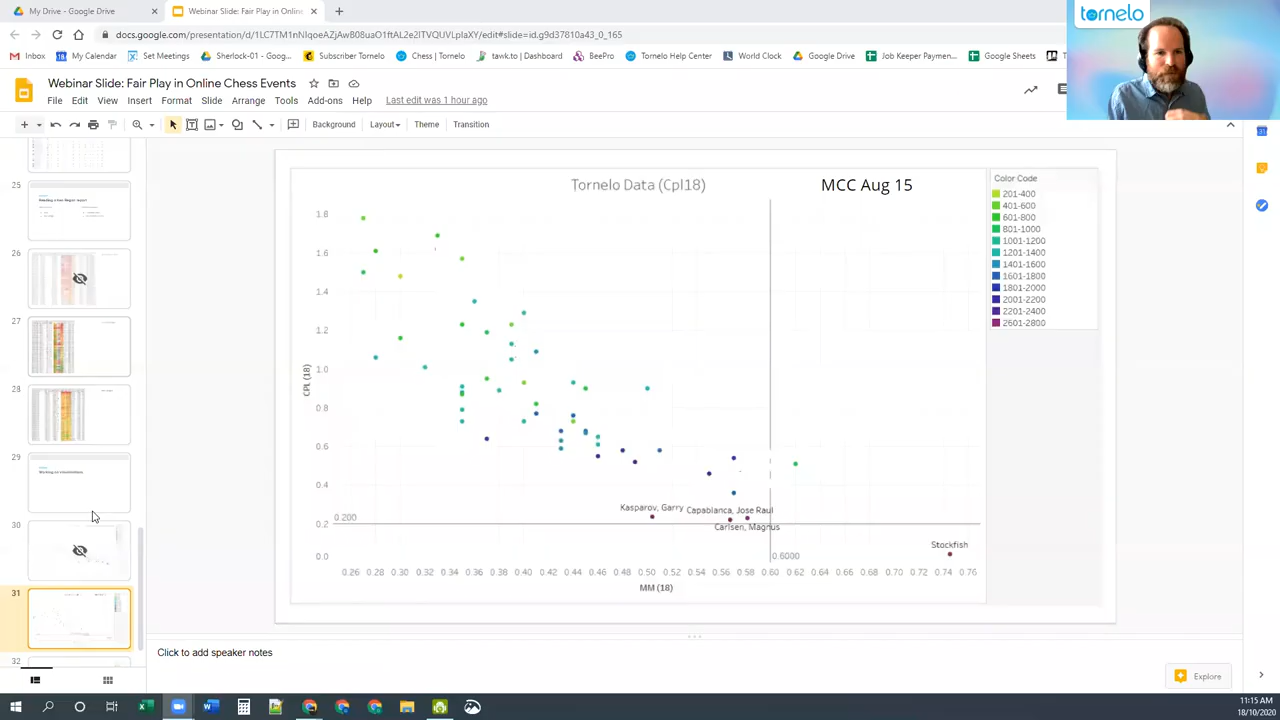 My Drive - Google Drive
Webinar Slide: Fair Play in Onlin
tornelo
Inbox
My Calendar
Set Meetings
Sherlock-01 - Goog...
Subscriber Tornelo
Chess | Tornelo
tawk.to | Dashboard
BeePro
Tornelo Help Center
World Clock
Google Drive
Job Keeper Paymen...
Google Sheets
Webinar Slide: Fair Play in Online Chess Events
File Edit View Insert Format Slide Arrange Tools Add-ons Help Last edit was 1 hour ago
Background Layout Theme Transition
25
26
27
28
29
30
31
32
Tornelo Data (Cpl18)
MCC Aug 15
Color Code
201-400
401-600
601-800
801-1000
1001-1200
1201-1400
1401-1600
1601-1800
1801-2000
2001-2200
2201-2400
2601-2800
1.8
1.6
1.4
1.2
1.0
0.8
0.6
0.4
0.2
0.0
CPL (18)
0.200
Kasparov, Garry
Capablanca, Jose Raul
Carlsen, Magnus
Stockfish
0.6000
0.26 0.28 0.30 0.32 0.34 0.36 0.38 0.40 0.42 0.44 0.46 0.48 0.50 0.52 0.54 0.56 0.58 0.60 0.62 0.64 0.66 0.68 0.70 0.72 0.74 0.76
MM (18)
Click to add speaker notes
Explore
11:15 AM
18/10/2020